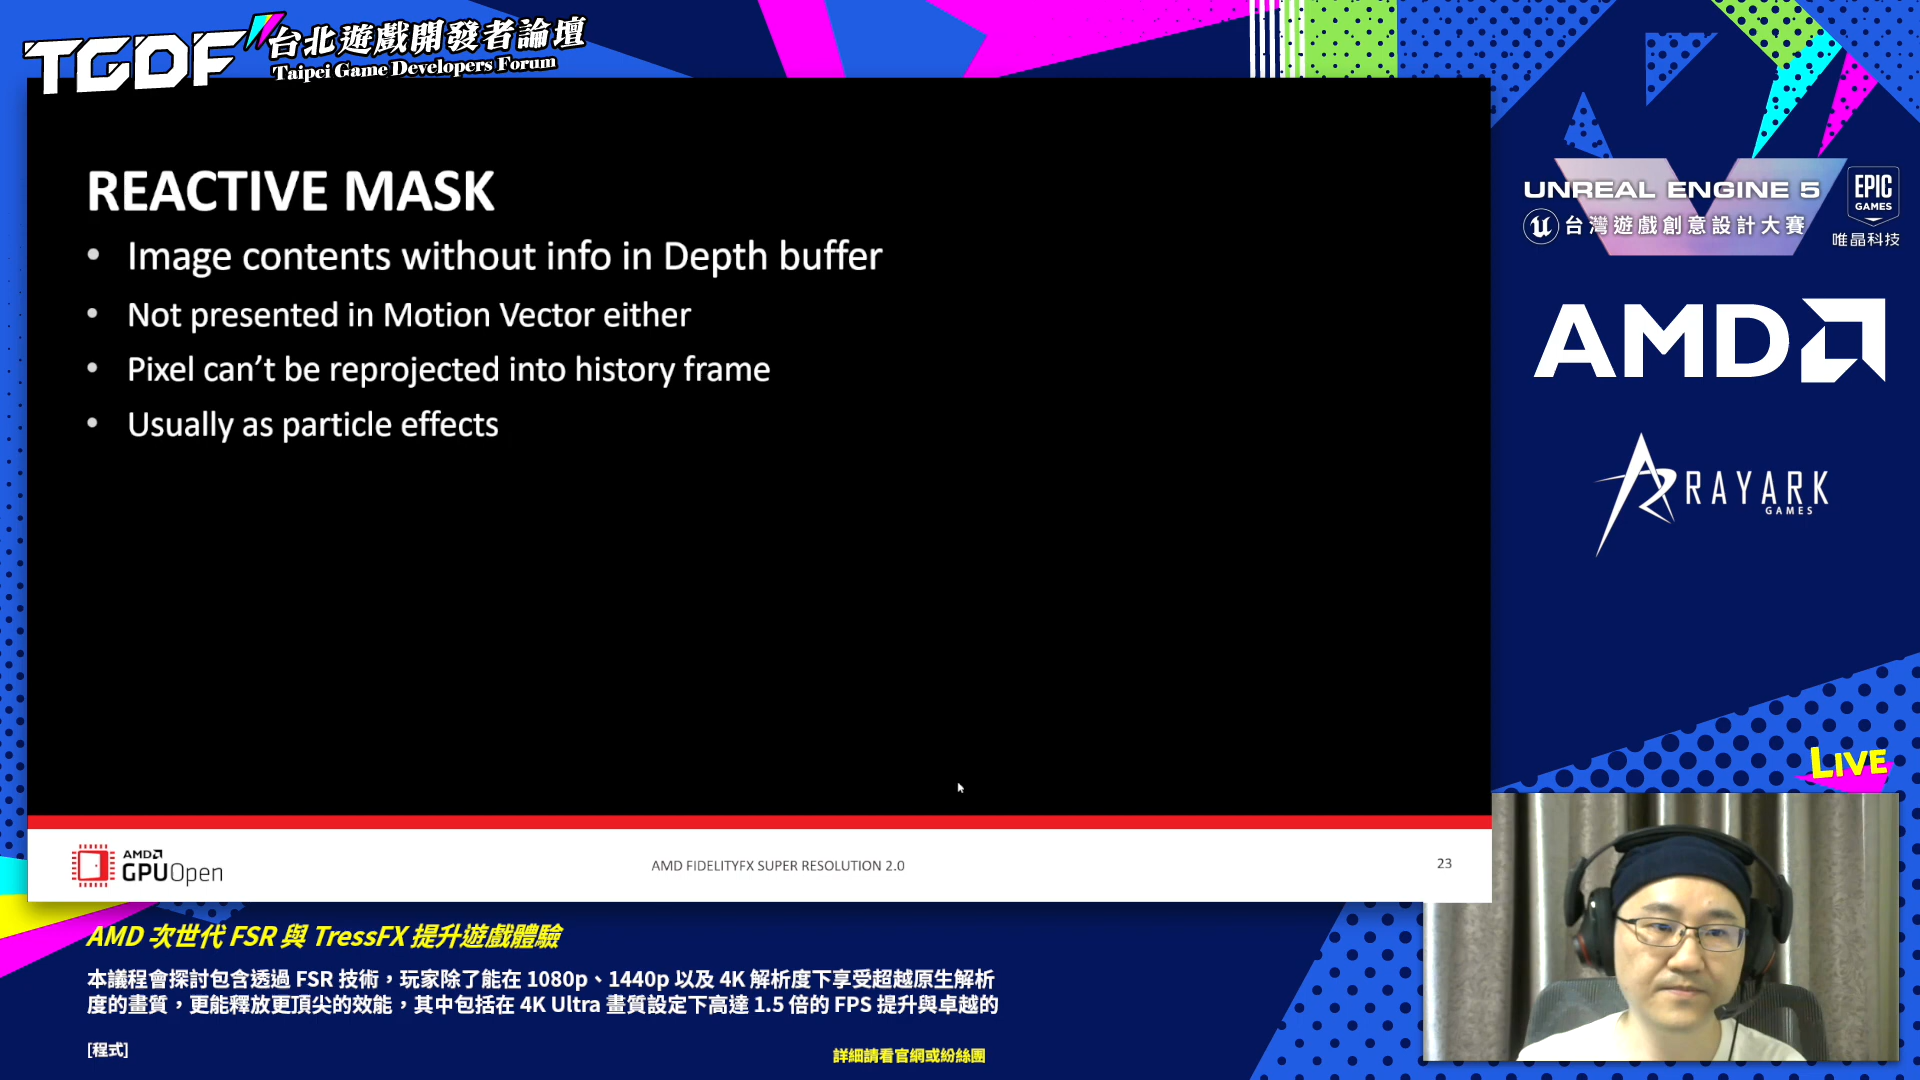 TGDF 台北遊戲開發者論壇
Taipei Game Developers Forum
REACTIVE MASK
• Image contents without info in Depth buffer
• Not presented in Motion Vector either
• Pixel can’t be reprojected into history frame
• Usually as particle effects
AMD
GPUOpen
AMD FIDELITYFX SUPER RESOLUTION 2.0
23
UNREAL ENGINE 5
台灣遊戲創意設計大賽
EPIC
GAMES
唯晶科技
AMD
RAYARK
GAMES
LIVE
AMD 次世代 FSR 與 TressFX 提升遊戲體驗
本議程會探討包含透過 FSR 技術，玩家除了能在 1080p、1440p 以及 4K 解析度下享受超越原生解析
度的畫質，更能釋放更頂尖的效能，其中包括在 4K Ultra 畫質設定下高達 1.5 倍的 FPS 提升與卓越的
[程式]
詳細請看官網或紛絲團